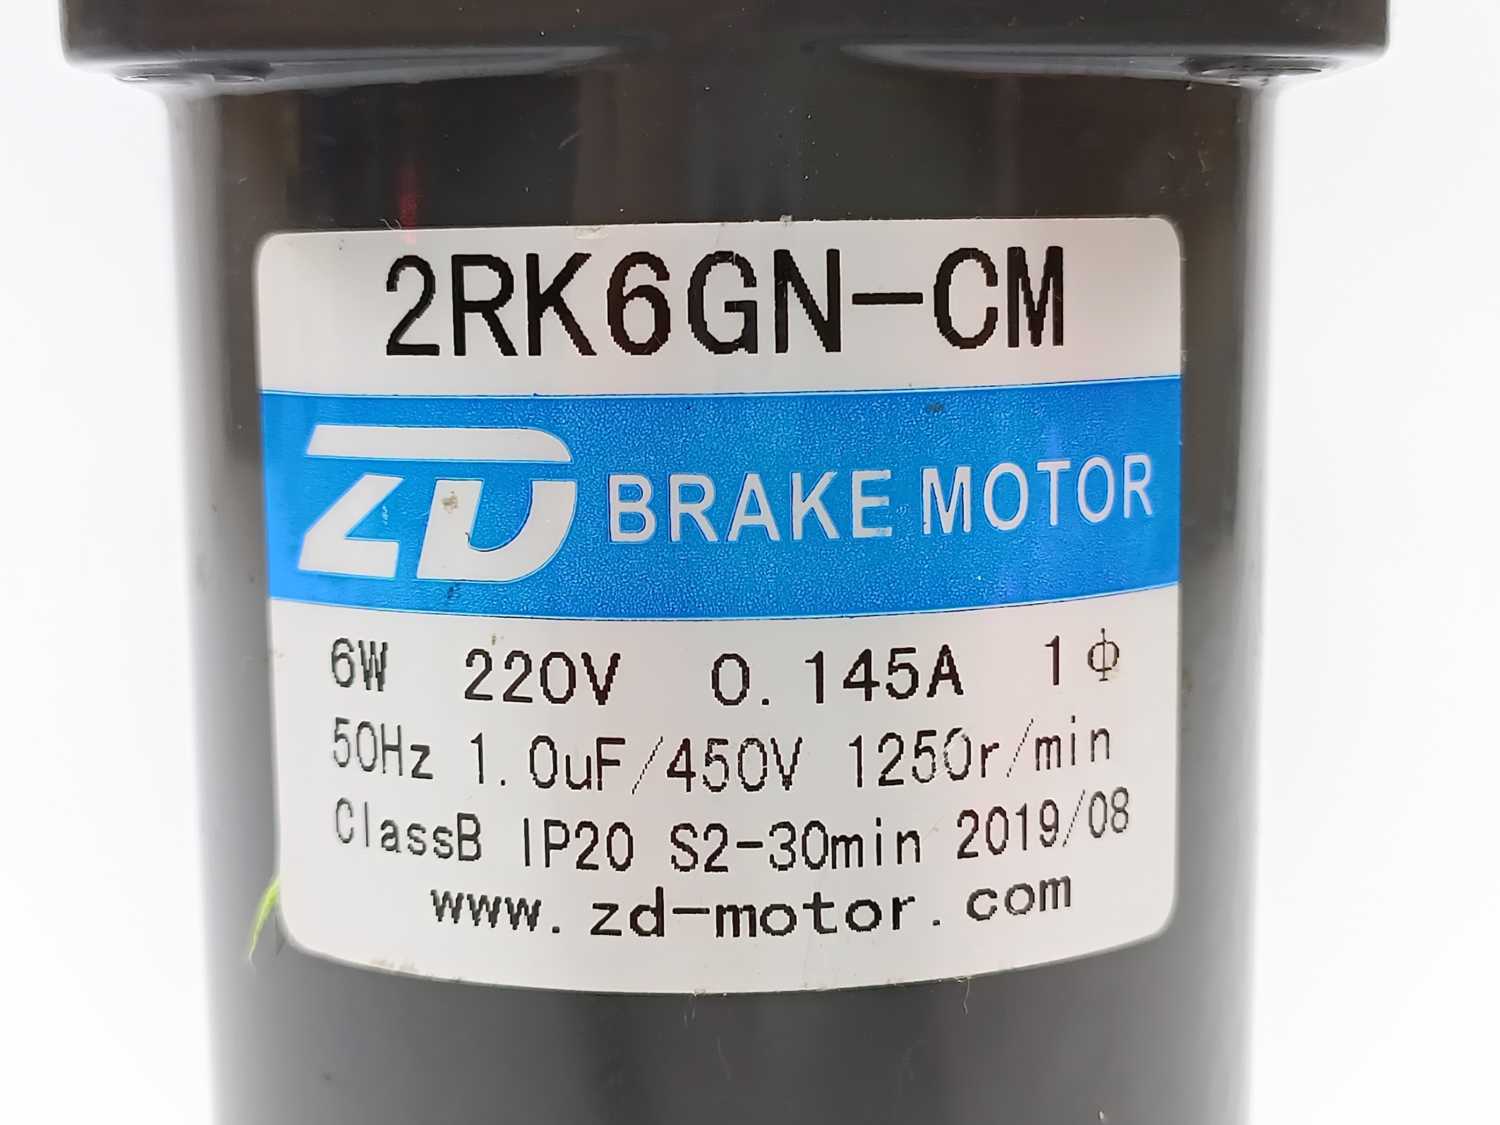 2RK6GN-CM
ZD BRAKE MOTOR
6W 220V 0.145A 1Φ
50Hz 1.0uF/450V 1250r/min
ClassB IP20 S2-30min 2019/08
www.zd-motor.com